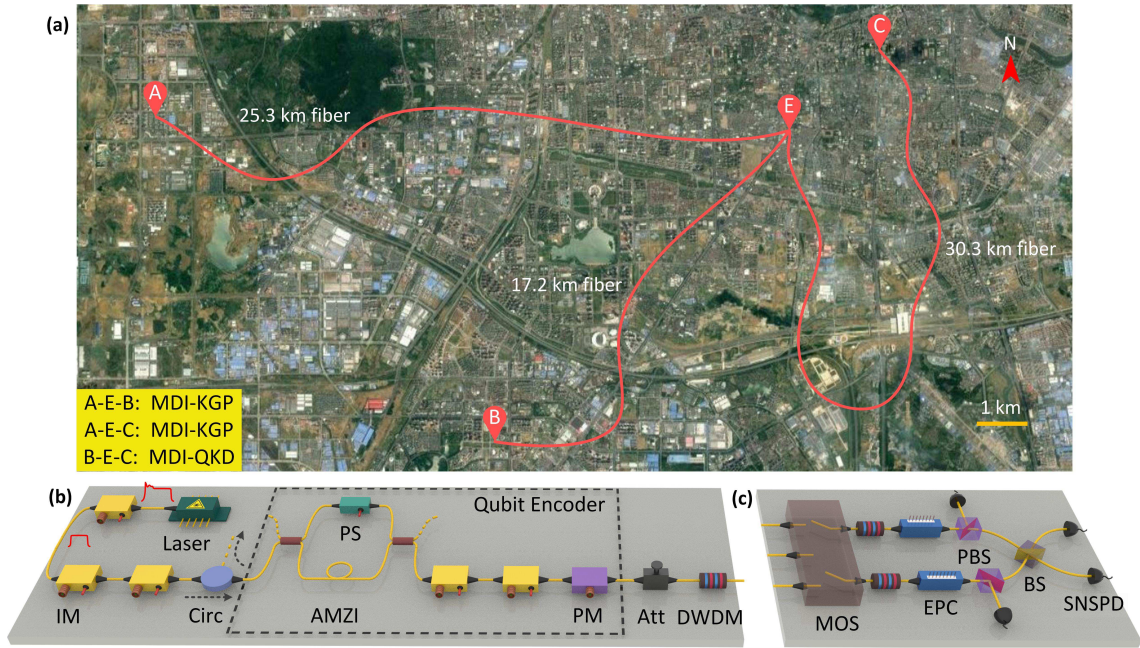 (a)
A
B
C
E
N
25.3 km fiber
17.2 km fiber
30.3 km fiber
1 km
A-E-B: MDI-KGP
A-E-C: MDI-KGP
B-E-C: MDI-QKD
(b)
Laser
IM
Circ
Qubit Encoder
PS
AMZI
PM
Att
DWDM
(c)
MOS
EPC
PBS
BS
SNSPD